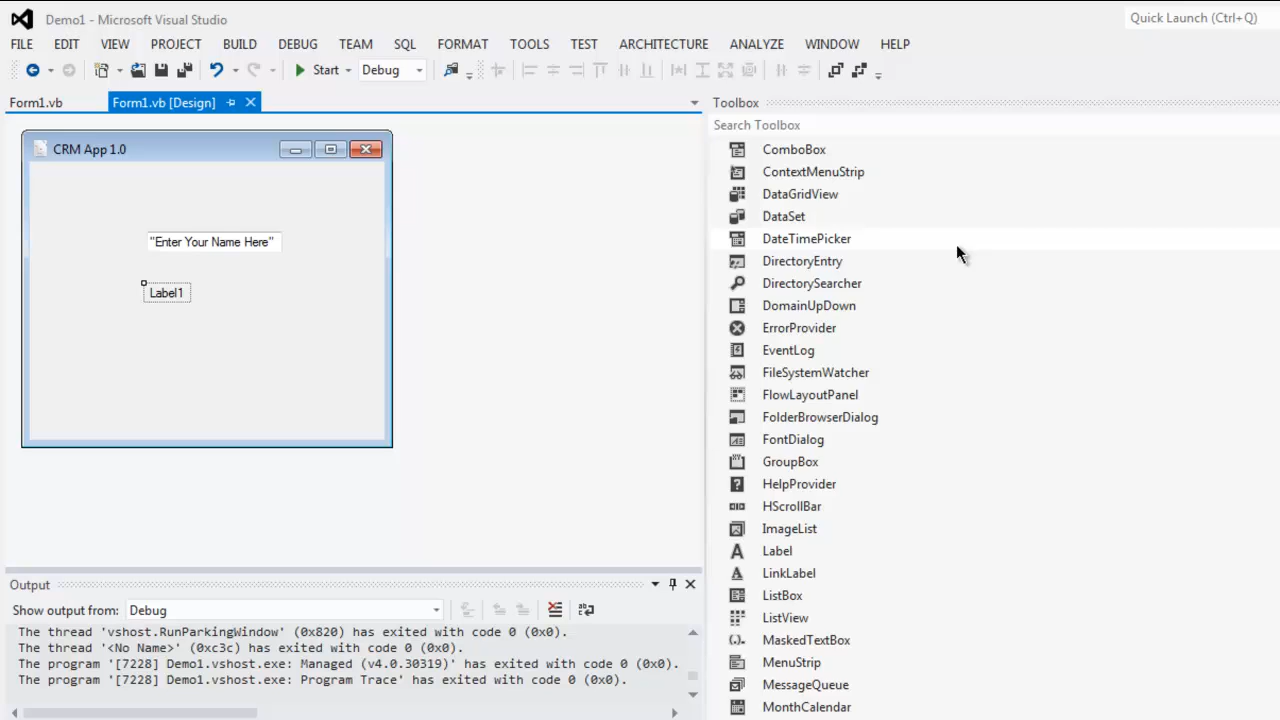 Demo1 - Microsoft Visual Studio
Quick Launch (Ctrl+Q)
FILE EDIT VIEW PROJECT BUILD DEBUG TEAM SQL FORMAT TOOLS TEST ARCHITECTURE ANALYZE WINDOW HELP
Start Debug
Form1.vb Form1.vb [Design]
Toolbox
Search Toolbox
CRM App 1.0
"Enter Your Name Here"
Label1
ComboBox
ContextMenuStrip
DataGridView
DataSet
DateTimePicker
DirectoryEntry
DirectorySearcher
DomainUpDown
ErrorProvider
EventLog
FileSystemWatcher
FlowLayoutPanel
FolderBrowserDialog
FontDialog
GroupBox
HelpProvider
HScrollBar
ImageList
Label
LinkLabel
ListBox
ListView
MaskedTextBox
MenuStrip
MessageQueue
MonthCalendar
Output
Show output from: Debug
The thread 'vshost.RunParkingWindow' (0x820) has exited with code 0 (0x0).
The thread '<No Name>' (0xc3c) has exited with code 0 (0x0).
The program '[7228] Demo1.vshost.exe: Managed (v4.0.30319)' has exited with code 0 (0x0).
The program '[7228] Demo1.vshost.exe: Program Trace' has exited with code 0 (0x0).